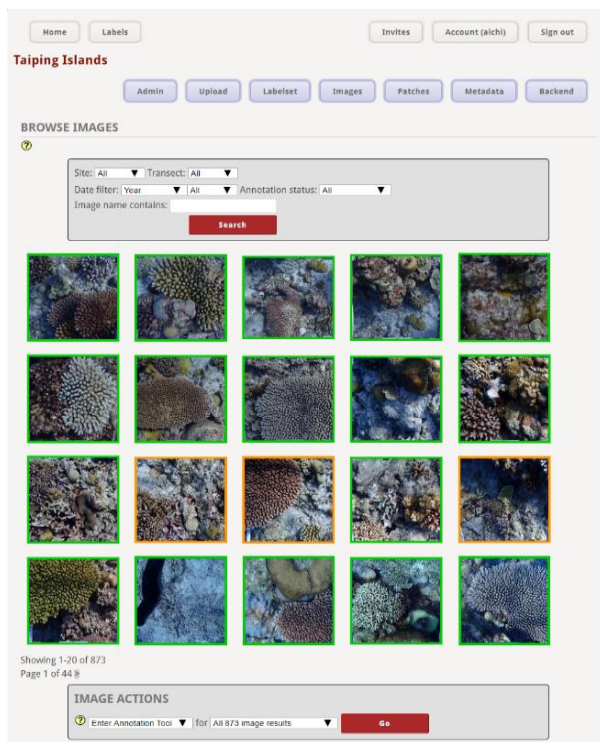 Home Labels Invites Account (aichi) Sign out
Taiping Islands
Admin Upload Labelset Images Patches Metadata Backend
BROWSE IMAGES
?
Site: All Transect: All
Date filter: Year All Annotation status: All
Image name contains:
Search
Showing 1-20 of 873
Page 1 of 44 »
IMAGE ACTIONS
? Enter Annotation Tool for All 873 image results Go